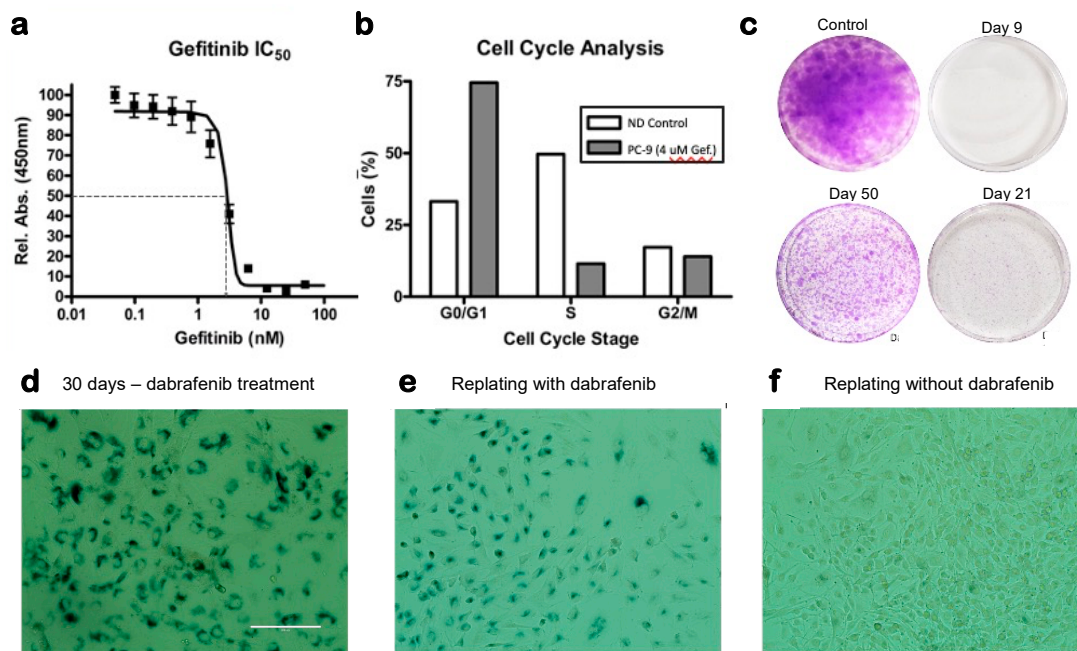 a
Gefitinib IC50
Rel. Abs. (450nm)
100
90
80
70
60
50
40
30
20
10
0
0.01 0.1 1 10 100
Gefitinib (nM)
b
Cell Cycle Analysis
Cells (%)
75
50
25
0
ND Control
PC-9 (4 uM Gef.)
G0/G1 S G2/M
Cell Cycle Stage
c
Control Day 9
Day 50 Day 21
d 30 days – dabrafenib treatment
e Replating with dabrafenib
f Replating without dabrafenib